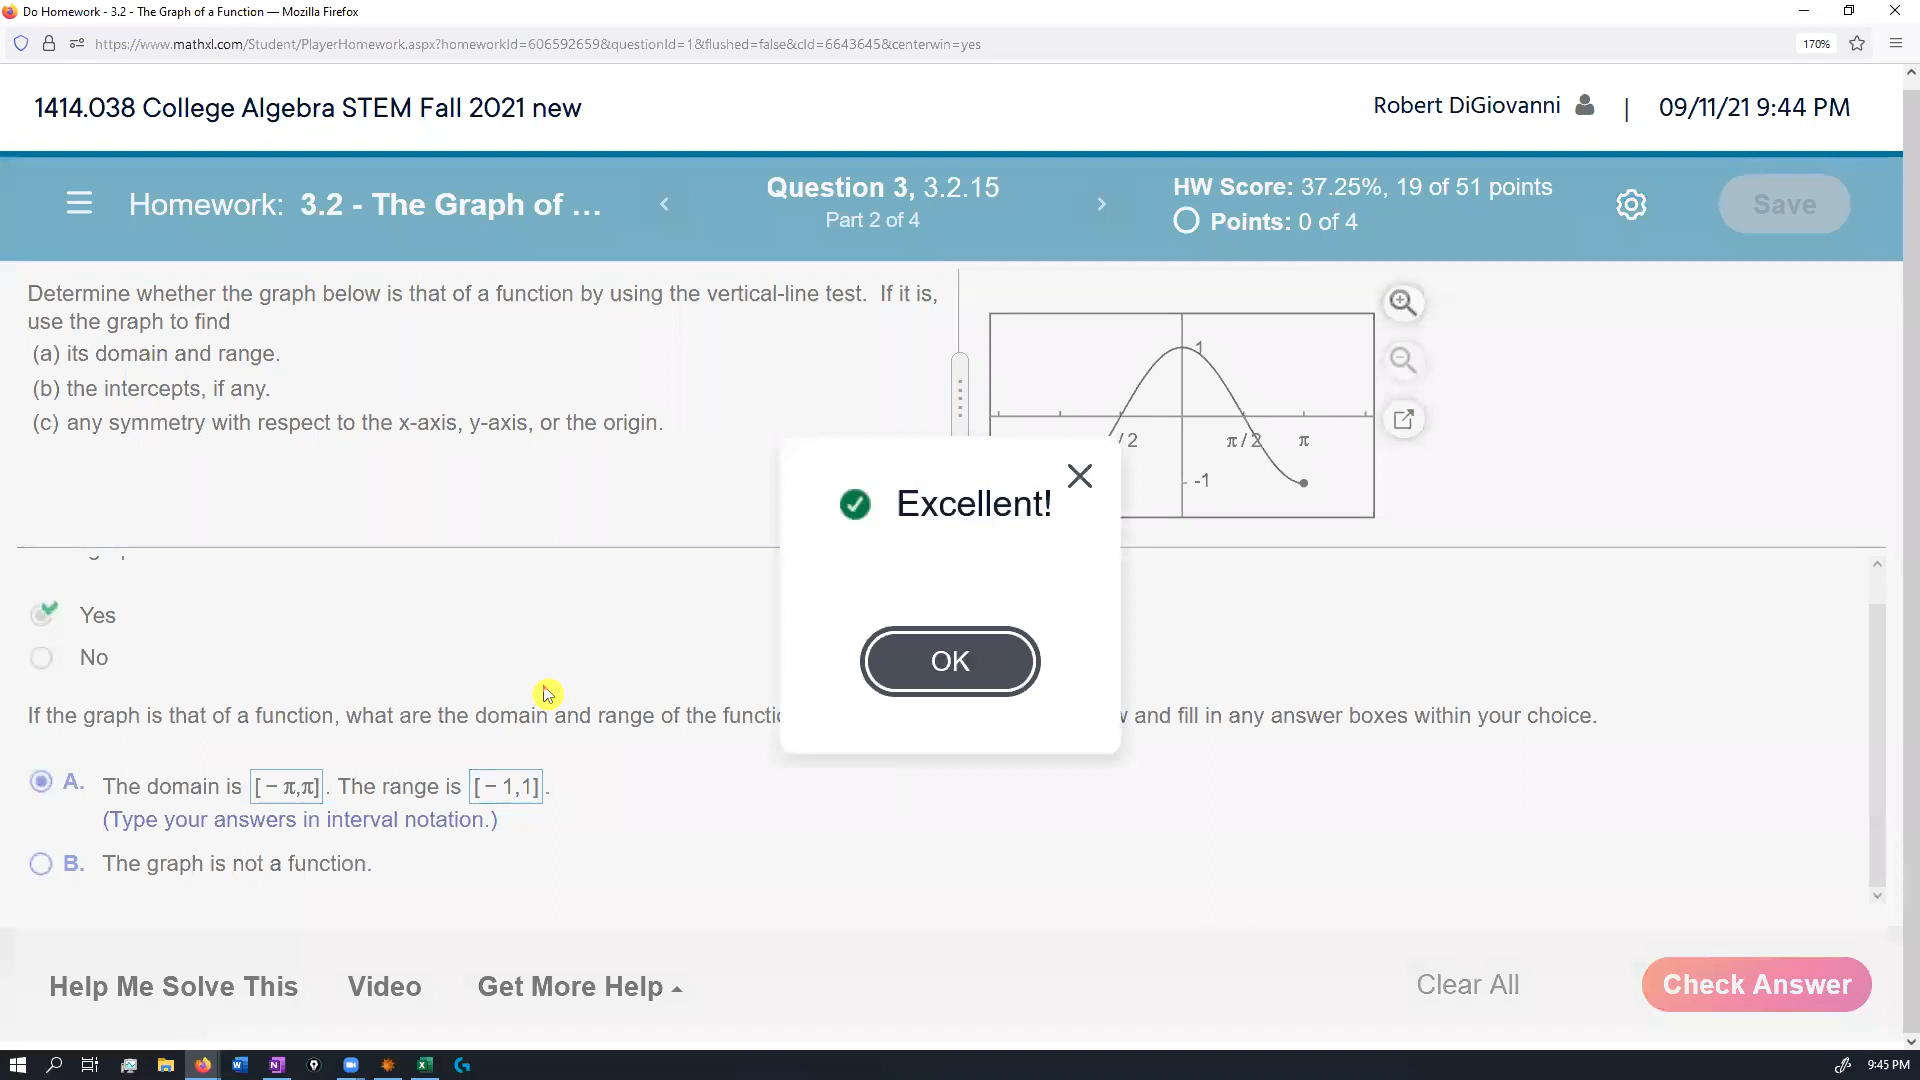 Do Homework - 3.2 - The Graph of a Function — Mozilla Firefox
https://www.mathxl.com/Student/PlayerHomework.aspx?homeworkId=606592659&questionId=1&flushed=false&cId=6643645&centerwin=yes
170%
1414.038 College Algebra STEM Fall 2021 new
Robert DiGiovanni | 09/11/21 9:44 PM
Homework: 3.2 - The Graph of ...
Question 3, 3.2.15
Part 2 of 4
HW Score: 37.25%, 19 of 51 points
Points: 0 of 4
Save
Determine whether the graph below is that of a function by using the vertical-line test. If it is,
use the graph to find
(a) its domain and range.
(b) the intercepts, if any.
(c) any symmetry with respect to the x-axis, y-axis, or the origin.
1
/ 2
π / 2
π
-1
Excellent!
OK
Yes
No
If the graph is that of a function, what are the domain and range of the functi and fill in any answer boxes within your choice.
A. The domain is [ − π,π] . The range is [ − 1,1] .
(Type your answers in interval notation.)
B. The graph is not a function.
Help Me Solve This
Video
Get More Help
Clear All
Check Answer
9:45 PM